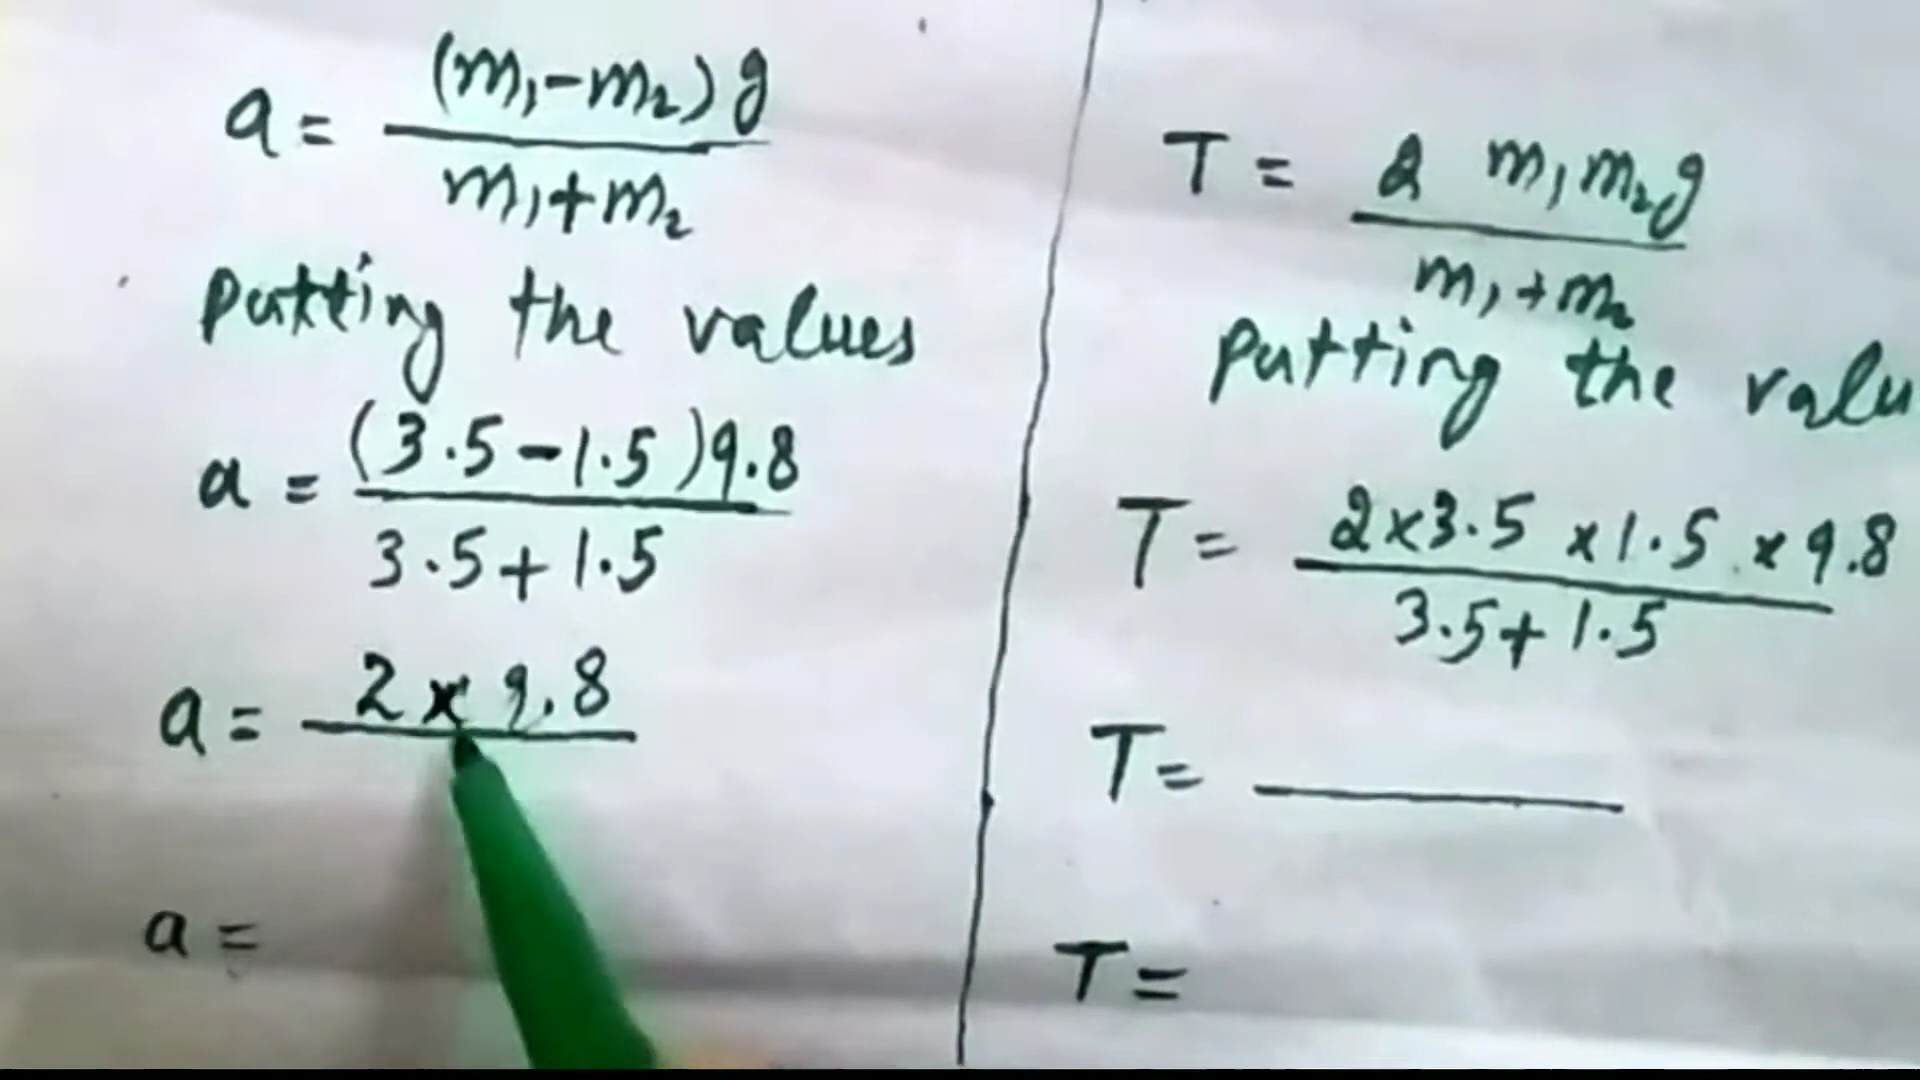 a = (m₁-m₂)g
m₁+m₂
putting the values
a = (3.5-1.5)9.8
3.5+1.5
a = 2×9.8
a =
T = 2 m₁m₂g
m₁+m₂
putting the valu
T = 2×3.5×1.5×9.8
3.5+1.5
T =
T =